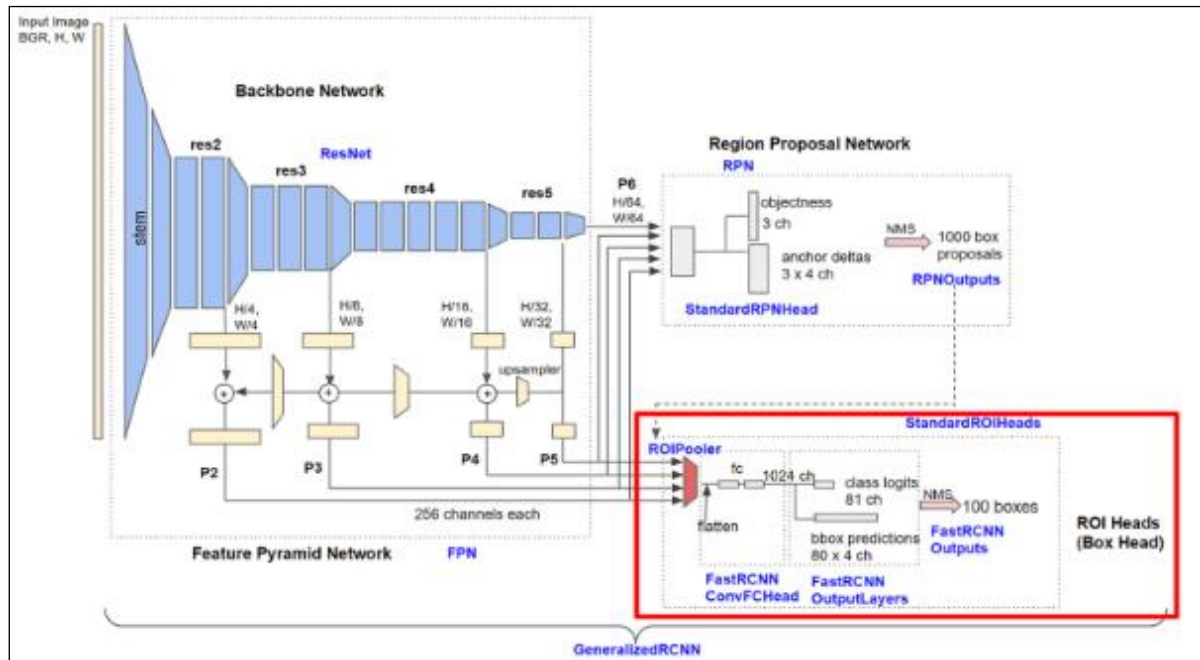 Input image
BGR, H, W
Backbone Network
res2
ResNet
res3
res4
res5
stem
Region Proposal Network
RPN
P6
H/64,
W/64
objectness
3 ch
anchor deltas
3 x 4 ch
NMS
1000 box
proposals
StandardRPNHead
RPNOutputs
H/4,
W/4
H/8,
W/8
H/16,
W/16
H/32,
W/32
upsampler
+
+
+
P2
P3
P4
P5
256 channels each
Feature Pyramid Network
FPN
StandardROIHeads
ROIPooler
fc
1024 ch
flatten
class logits
81 ch
bbox predictions
80 x 4 ch
NMS
100 boxes
FastRCNN
Outputs
FastRCNN
ConvFCHead
FastRCNN
OutputLayers
ROI Heads
(Box Head)
GeneralizedRCNN